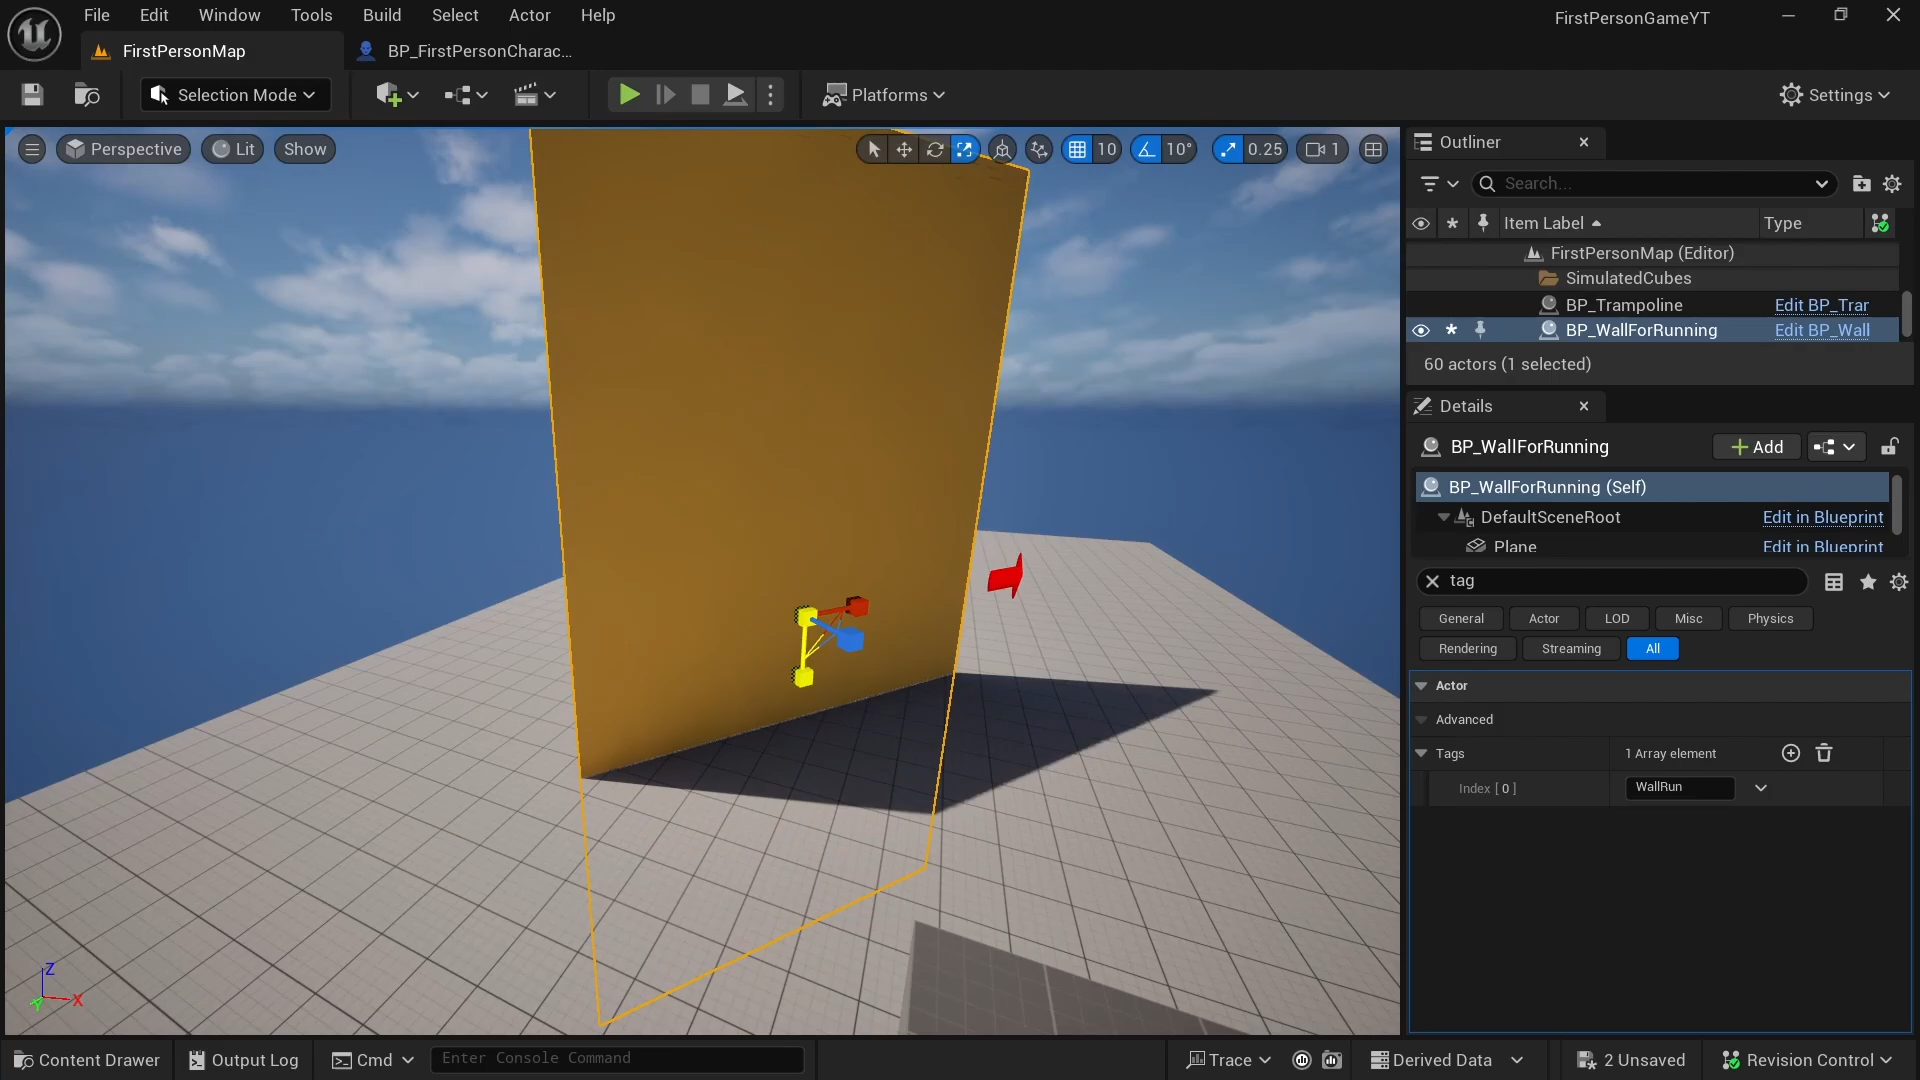 File Edit Window Tools Build Select Actor Help
FirstPersonGameYT
FirstPersonMap
BP_FirstPersonCharac...
Selection Mode
Platforms
Settings
Perspective
Lit
Show
10
10°
0.25
1
Outliner
Search...
Item Label
Type
FirstPersonMap (Editor)
SimulatedCubes
BP_Trampoline Edit BP_Tra
BP_WallForRunning Edit BP_Wall
60 actors (1 selected)
Details
BP_WallForRunning
Add
BP_WallForRunning (Self)
DefaultSceneRoot Edit in Blueprint
Plane Edit in Blueprint
tag
General Actor LOD Misc Physics
Rendering Streaming All
Actor
Advanced
Tags 1 Array element
Index [ 0 ] WallRun
Z
Y
X
Content Drawer
Output Log
Cmd
Enter Console Command
Trace
Derived Data
2 Unsaved
Revision Control